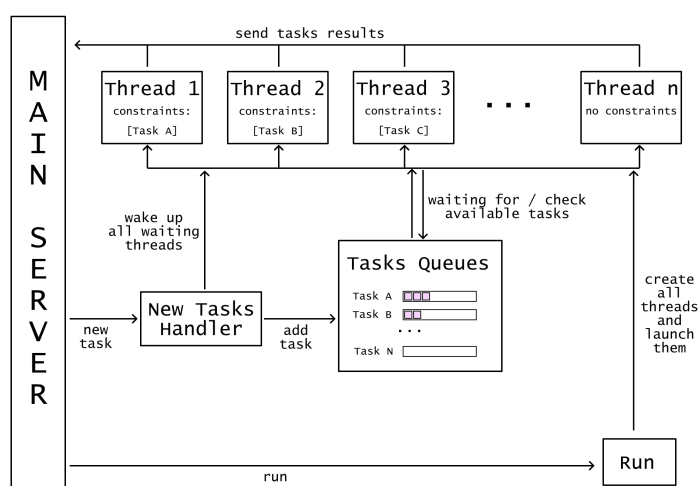 send tasks results
MAIN SERVER
Thread 1
constraints:
[Task A]
Thread 2
constraints:
[Task B]
Thread 3
constraints:
[Task C]
...
Thread n
no constraints
wake up
all waiting
threads
waiting for / check
available tasks
Tasks Queues
Task A
Task B
...
Task N
New Tasks
Handler
new
task
add
task
create
all
threads
and
launch
them
Run
run